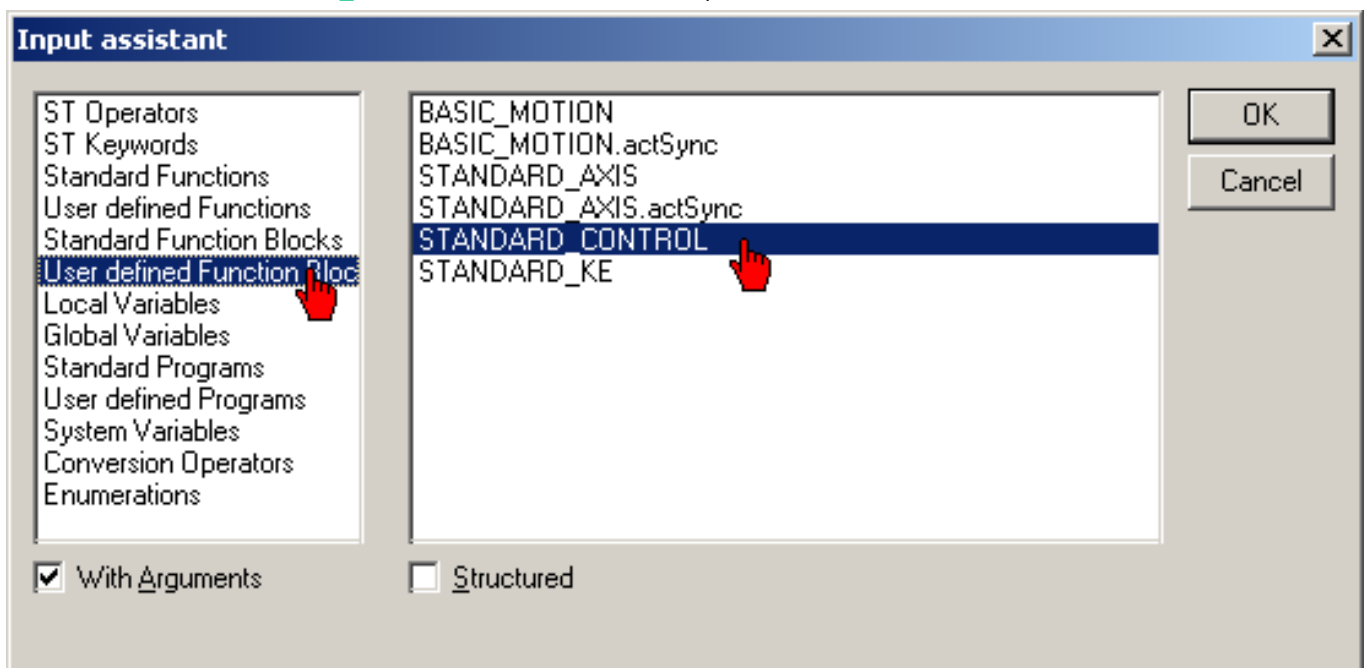 Input assistant
ST Operators
ST Keywords
Standard Functions
User defined Functions
Standard Function Blocks
User defined Function Bloc
Local Variables
Global Variables
Standard Programs
User defined Programs
System Variables
Conversion Operators
Enumerations
BASIC_MOTION
BASIC_MOTION.actSync
STANDARD_AXIS
STANDARD_AXIS.actSync
STANDARD_CONTROL
STANDARD_KE
OK
Cancel
With Arguments
Structured